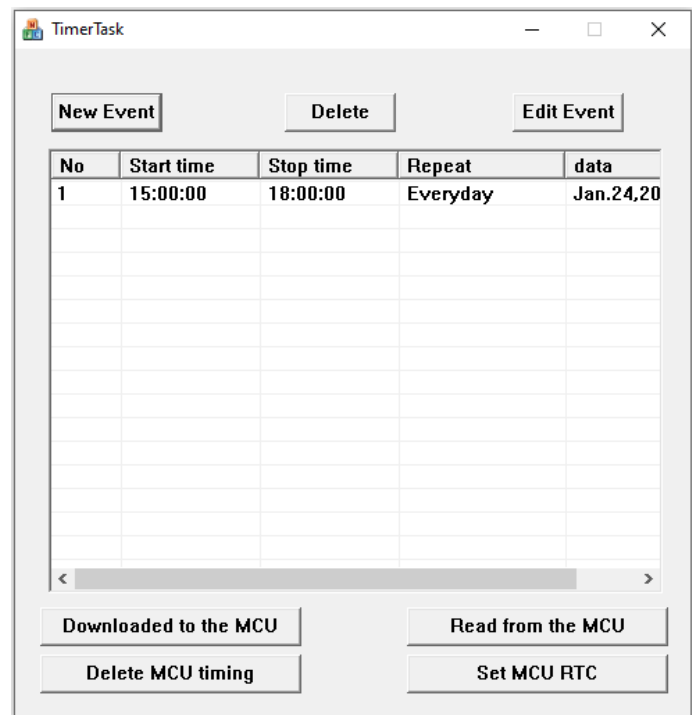 TimerTask
New Event Delete Edit Event
No Start time Stop time Repeat data
1 15:00:00 18:00:00 Everyday Jan.24,20
Downloaded to the MCU Read from the MCU
Delete MCU timing Set MCU RTC